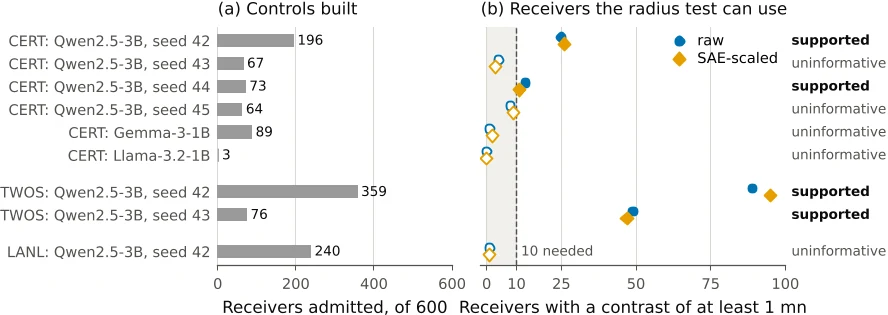 (a) Controls built
(b) Receivers the radius test can use
CERT: Qwen2.5-3B, seed 42
196
raw
supported
CERT: Qwen2.5-3B, seed 43
67
SAE-scaled
uninformative
CERT: Qwen2.5-3B, seed 44
73
supported
CERT: Qwen2.5-3B, seed 45
64
uninformative
CERT: Gemma-3-1B
89
uninformative
CERT: Llama-3.2-1B
3
uninformative
TWOS: Qwen2.5-3B, seed 42
359
supported
TWOS: Qwen2.5-3B, seed 43
76
supported
LANL: Qwen2.5-3B, seed 42
240
10 needed
uninformative
0 200 400 600
0 10 25 50 75 100
Receivers admitted, of 600
Receivers with a contrast of at least 1 mn